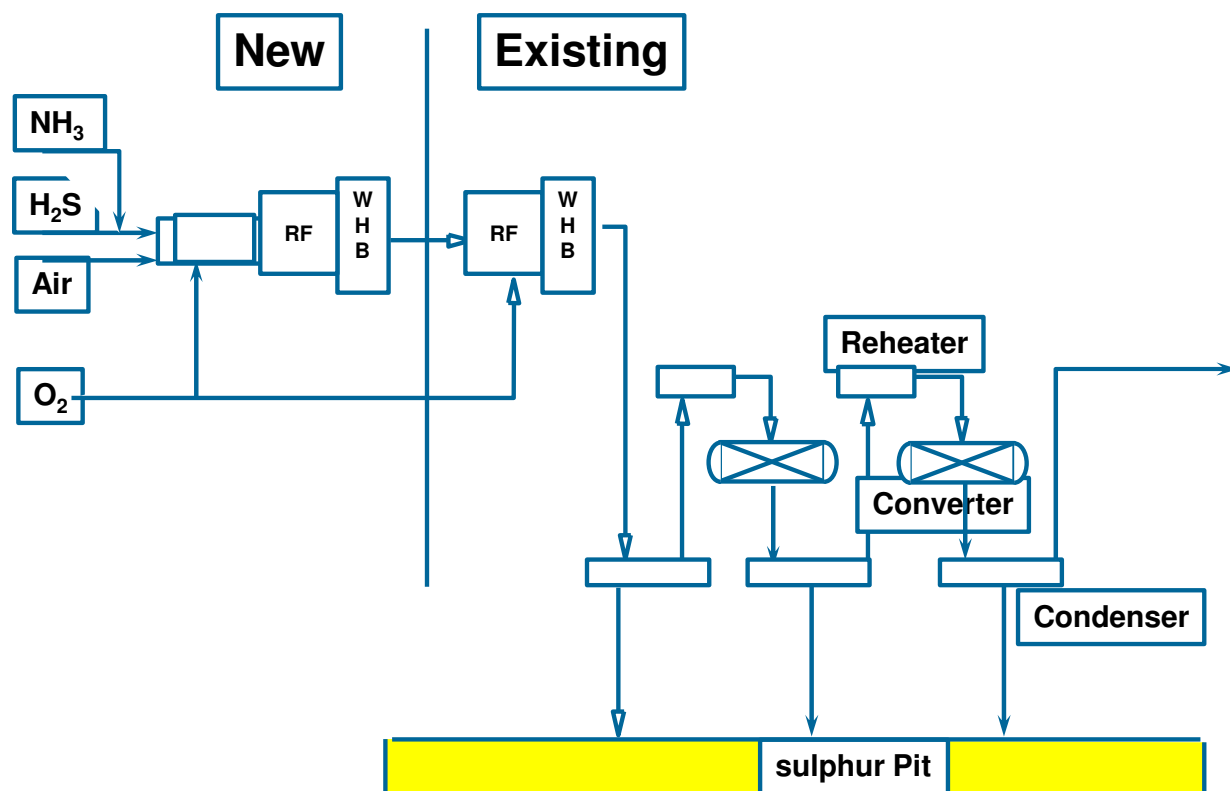 New
Existing
NH₃
H₂S
Air
O₂
RF
W
H
B
RF
W
H
B
Reheater
Converter
Condenser
sulphur Pit